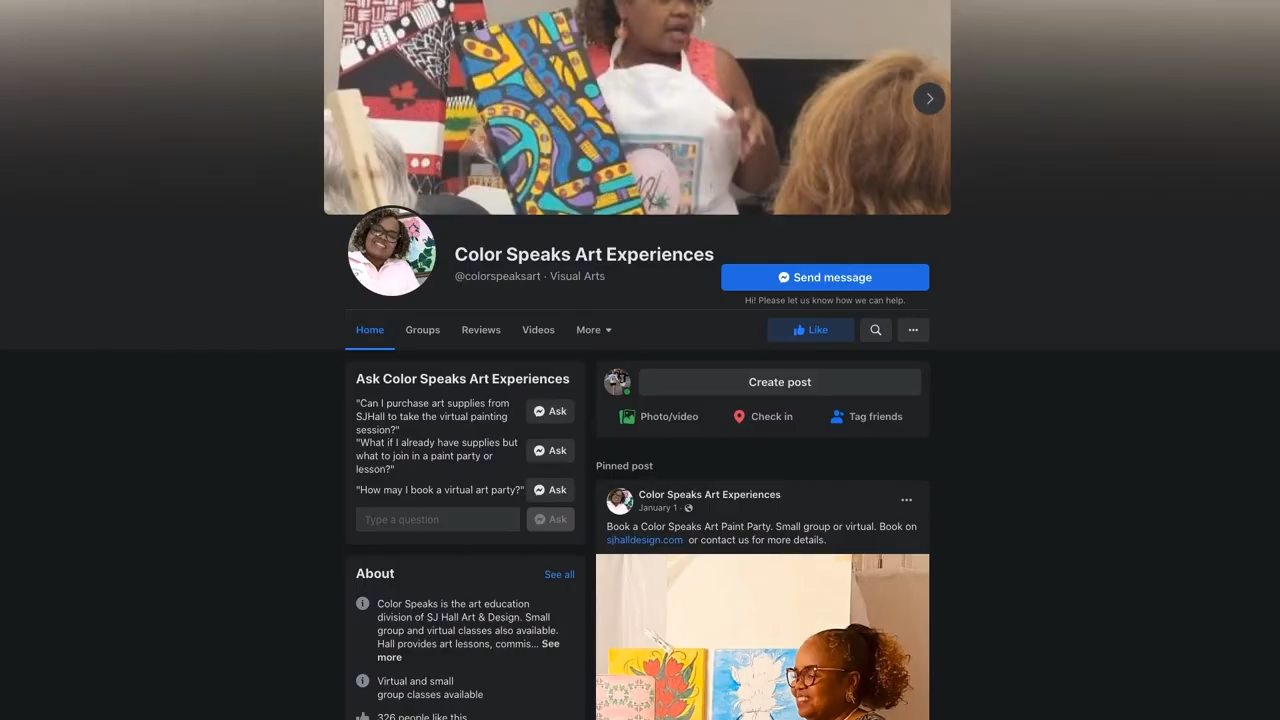 Color Speaks Art Experiences
@colorspeaksart · Visual Arts
Send message
Hi! Please let us know how we can help.
Home
Groups
Reviews
Videos
More
Like
Ask Color Speaks Art Experiences
"Can I purchase art supplies from
SJHall to take the virtual painting
session?"
Ask
"What if I already have supplies but
what to join in a paint party or
lesson?"
Ask
"How may I book a virtual art party?"
Ask
Type a question
Ask
About
See all
Color Speaks is the art education
division of SJ Hall Art & Design. Small
group and virtual classes also available.
Hall provides art lessons, commis... See
more
Virtual and small
group classes available
326 people like this
Create post
Photo/video
Check in
Tag friends
Pinned post
Color Speaks Art Experiences
January 1 ·
Book a Color Speaks Art Paint Party. Small group or virtual. Book on
sjhalldesign.com or contact us for more details.